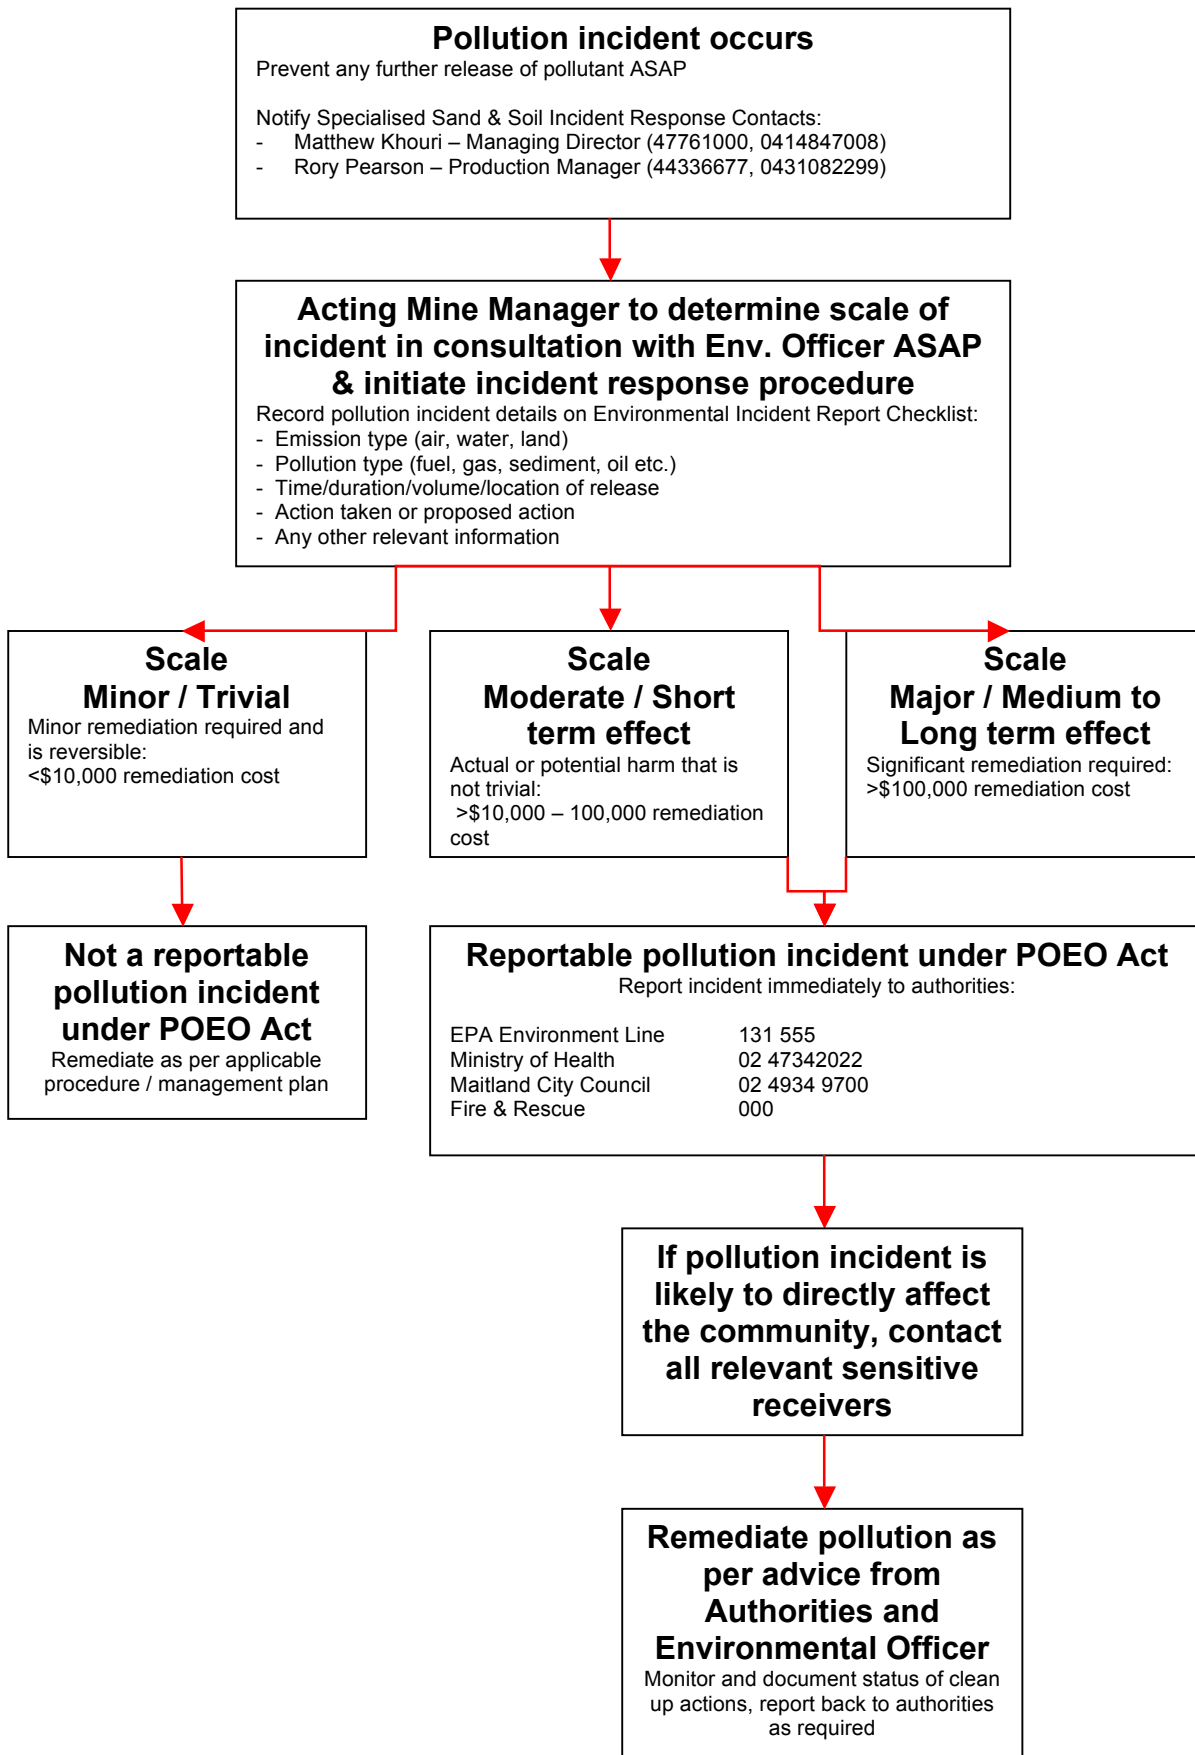 Pollution incident occurs
Prevent any further release of pollutant ASAP
Notify Specialised Sand & Soil Incident Response Contacts:
- Matthew Khouri – Managing Director (47761000, 0414847008)
- Rory Pearson – Production Manager (44336677, 0431082299)
Acting Mine Manager to determine scale of
incident in consultation with Env. Officer ASAP
& initiate incident response procedure
Record pollution incident details on Environmental Incident Report Checklist:
- Emission type (air, water, land)
- Pollution type (fuel, gas, sediment, oil etc.)
- Time/duration/volume/location of release
- Action taken or proposed action
- Any other relevant information
Scale
Minor / Trivial
Minor remediation required and
is reversible:
<$10,000 remediation cost
Scale
Moderate / Short
term effect
Actual or potential harm that is
not trivial:
>$10,000 – 100,000 remediation
cost
Scale
Major / Medium to
Long term effect
Significant remediation required:
>$100,000 remediation cost
Not a reportable
pollution incident
under POEO Act
Remediate as per applicable
procedure / management plan
Reportable pollution incident under POEO Act
Report incident immediately to authorities:
EPA Environment Line 131 555
Ministry of Health 02 47342022
Maitland City Council 02 4934 9700
Fire & Rescue 000
If pollution incident is
likely to directly affect
the community, contact
all relevant sensitive
receivers
Remediate pollution as
per advice from
Authorities and
Environmental Officer
Monitor and document status of clean
up actions, report back to authorities
as required